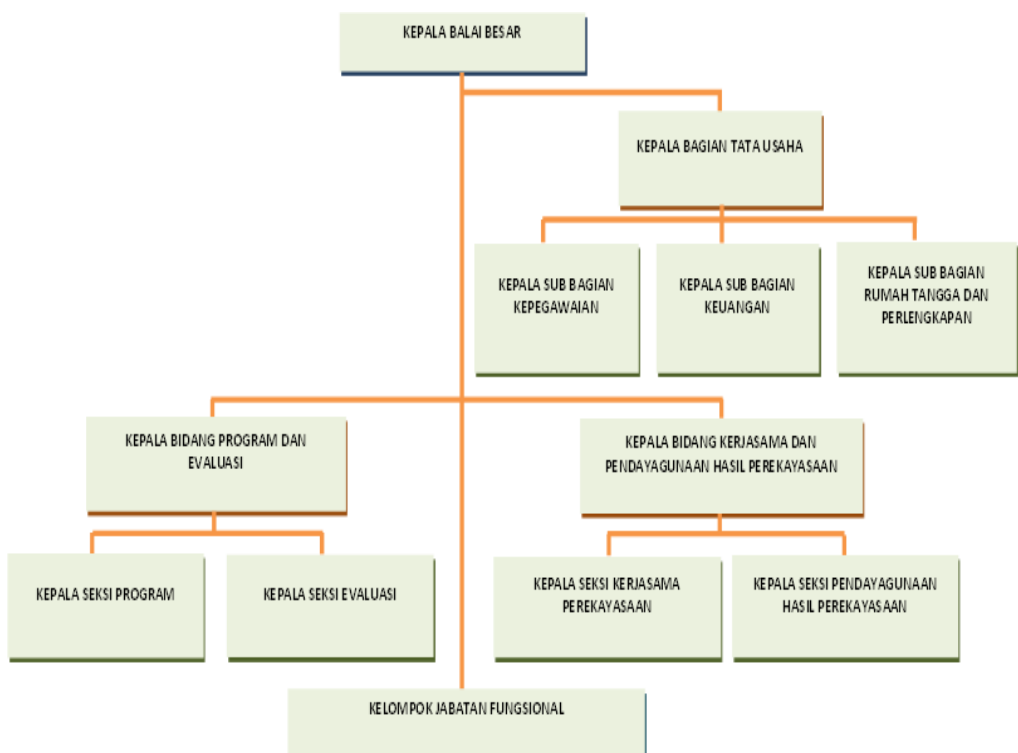 KEPALA BALAI BESAR
KEPALA BAGIAN TATA USAHA
KEPALA SUB BAGIAN
KEPEGAWAIAN
KEPALA SUB BAGIAN
KEUANGAN
KEPALA SUB BAGIAN
RUMAH TANGGA DAN
PERLENGKAPAN
KEPALA BIDANG PROGRAM DAN
EVALUASI
KEPALA BIDANG KERJASAMA DAN
PENDAYAGUNAAN HASIL PEREKAYASAAN
KEPALA SEKSI PROGRAM
KEPALA SEKSI EVALUASI
KEPALA SEKSI KERJASAMA
PEREKAYASAAN
KEPALA SEKSI PENDAYAGUNAAN
HASIL PEREKAYASAAN
KELOMPOK JABATAN FUNGSIONAL